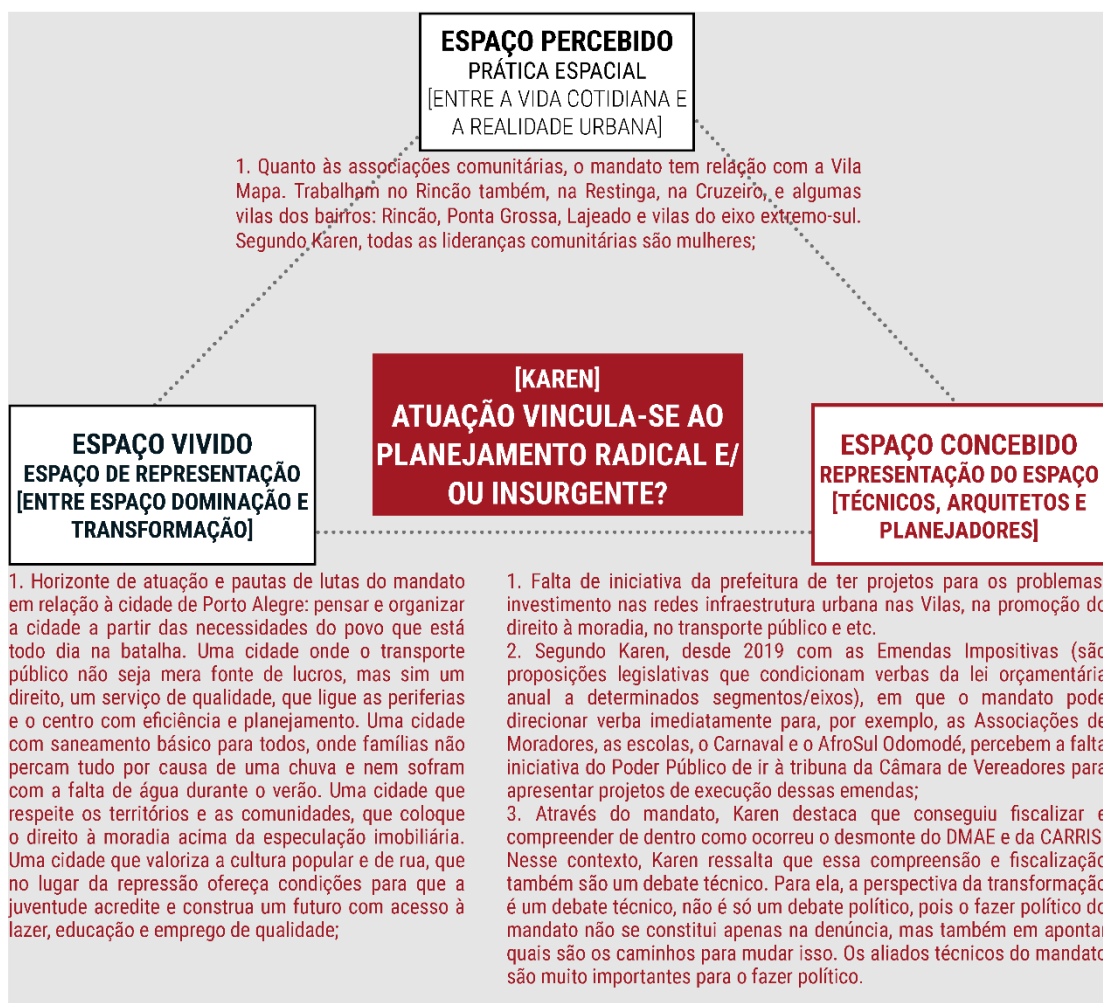 ESPAÇO PERCEBIDO
PRÁTICA ESPACIAL
[ENTRE A VIDA COTIDIANA E
A REALIDADE URBANA]
1. Quanto às associações comunitárias, o mandato tem relação com a Vila
Mapa. Trabalham no Rincão também, na Restinga, na Cruzeiro, e algumas
vilas dos bairros: Rincão, Ponta Grossa, Lajeado e vilas do eixo extremo-sul.
Segundo Karen, todas as lideranças comunitárias são mulheres;
[KAREN]
ATUAÇÃO VINCULA-SE AO
PLANEJAMENTO RADICAL E/
OU INSURGENTE?
ESPAÇO VIVIDO
ESPAÇO DE REPRESENTAÇÃO
[ENTRE ESPAÇO DOMINAÇÃO E
TRANSFORMAÇÃO]
ESPAÇO CONCEBIDO
REPRESENTAÇÃO DO ESPAÇO
[TÉCNICOS, ARQUITETOS E
PLANEJADORES]
1. Horizonte de atuação e pautas de lutas do mandato
em relação à cidade de Porto Alegre: pensar e organizar
a cidade a partir das necessidades do povo que está
todo dia na batalha. Uma cidade onde o transporte
público não seja mera fonte de lucros, mas sim um
direito, um serviço de qualidade, que ligue as periferias
e o centro com eficiência e planejamento. Uma cidade
com saneamento básico para todos, onde famílias não
percam tudo por causa de uma chuva e nem sofram
com a falta de água durante o verão. Uma cidade que
respeite os territórios e as comunidades, que coloque
o direito à moradia acima da especulação imobiliária.
Uma cidade que valoriza a cultura popular e de rua, que
no lugar da repressão ofereça condições para que a
juventude acredite e construa um futuro com acesso à
lazer, educação e emprego de qualidade;
1. Falta de iniciativa da prefeitura de ter projetos para os problemas
investimento nas redes infraestrutura urbana nas Vilas, na promoção do
direito à moradia, no transporte público e etc.
2. Segundo Karen, desde 2019 com as Emendas Impositivas (são
proposições legislativas que condicionam verbas da lei orçamentária
anual a determinados segmentos/eixos), em que o mandato pode
direcionar verba imediatamente para, por exemplo, as Associações de
Moradores, as escolas, o Carnaval e o AfroSul Odomodé, percebem a falta
iniciativa do Poder Público de ir à tribuna da Câmara de Vereadores para
apresentar projetos de execução dessas emendas;
3. Através do mandato, Karen destaca que conseguiu fiscalizar e
compreender de dentro como ocorreu o desmonte do DMAE e da CARRIS
Nesse contexto, Karen ressalta que essa compreensão e fiscalização
também são um debate técnico. Para ela, a perspectiva da transformação
é um debate técnico, não é só um debate político, pois o fazer político do
mandato não se constitui apenas na denúncia, mas também em apontar
quais são os caminhos para mudar isso. Os aliados técnicos do mandato
são muito importantes para o fazer político.